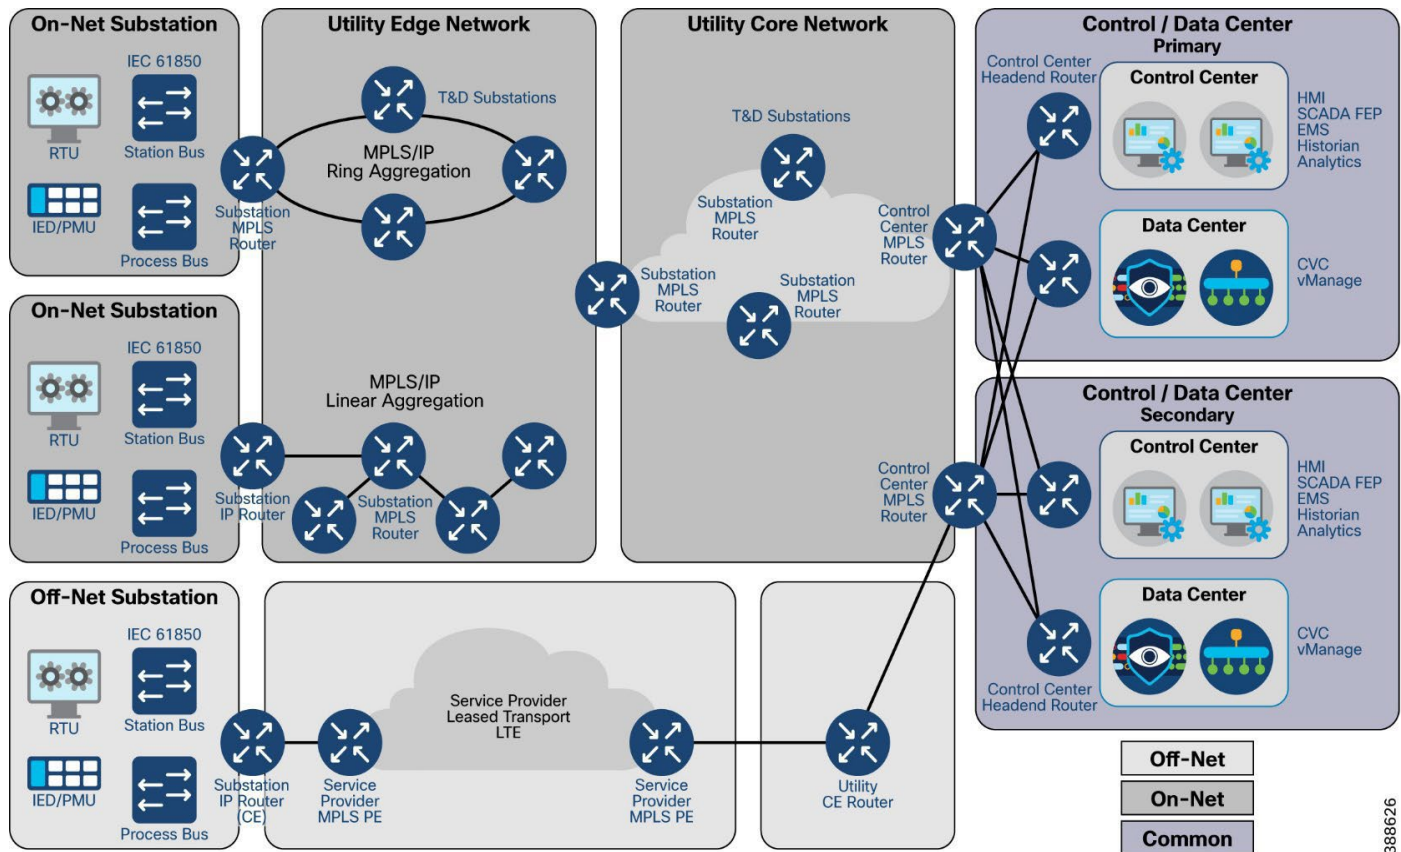 On-Net Substation
IEC 61850
RTU
Station Bus
IED/PMU
Process Bus
Utility Edge Network
T&D Substations
MPLS/IP
Ring Aggregation
Substation
MPLS
Router
Utility Core Network
T&D Substations
Substation
MPLS
Router
Substation
MPLS
Router
Substation
MPLS
Router
Control
Center
MPLS
Router
Control / Data Center
Primary
Control Center
Headend Router
Control Center
HMI
SCADA FEP
EMS
Historian
Analytics
Data Center
CVC
vManage
On-Net Substation
IEC 61850
RTU
Station Bus
IED/PMU
Process Bus
MPLS/IP
Linear Aggregation
Substation
IP Router
Substation
MPLS
Router
Control
Center
MPLS
Router
Control / Data Center
Secondary
Control Center
HMI
SCADA FEP
EMS
Historian
Analytics
Data Center
CVC
vManage
Control Center
Headend Router
Off-Net Substation
IEC 61850
RTU
Station Bus
IED/PMU
Process Bus
Substation
IP Router
(CE)
Service
Provider
MPLS PE
Service Provider
Leased Transport
LTE
Service
Provider
MPLS PE
Utility
CE Router
Off-Net
On-Net
Common
388626